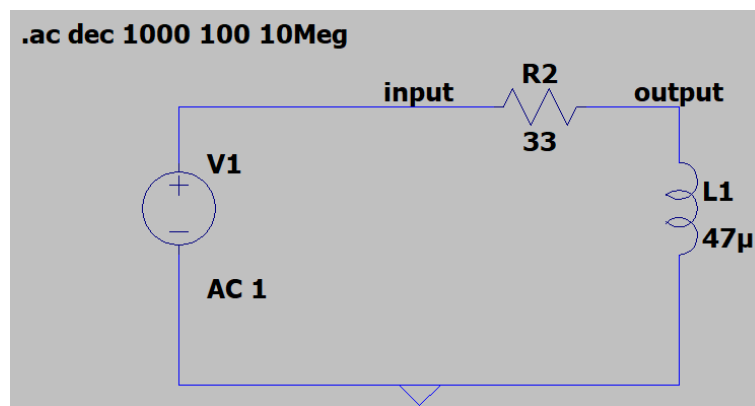 .ac dec 1000 100 10Meg
R2
input
output
33
V1
L1
47µ
AC 1